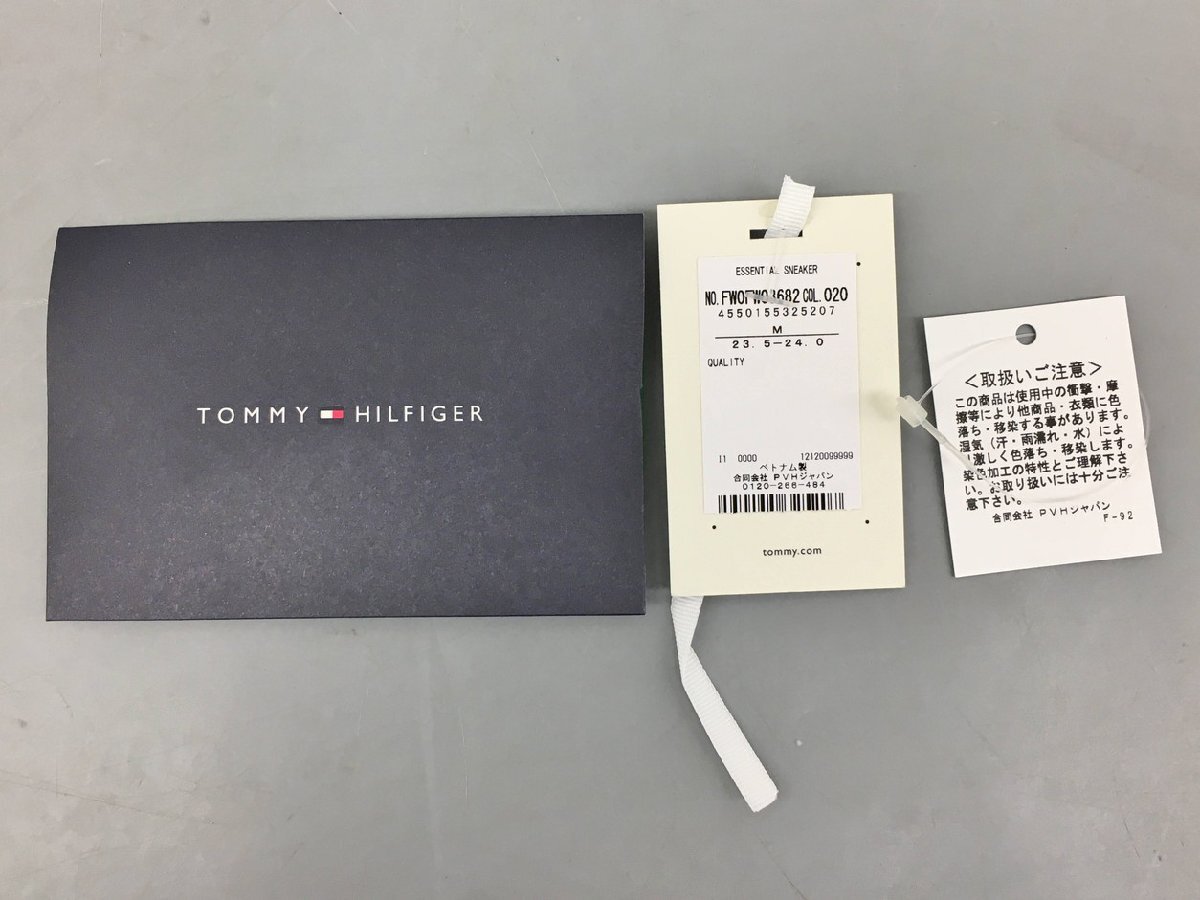 TOMMY HILFIGER
ESSENTIAL SNEAKER
NO. COL.020
4550155325207
M
23.5-24.0
QUALITY
I1 0000 12120099999
ベトナム製
合同会社 PVHジャパン
0120-266-484
tommy.com
<取扱いご注意>
この商品は使用中の衝撃・摩
擦等により他商品・衣類に色
落ち・移染する事があります。
湿気(汗・雨濡れ・水)によ
り激しく色落ち・移染します。
染色加工の特性とご理解下さ
い。お取り扱いには十分ご注
意下さい。
合同会社 PVHジャパン
F-92